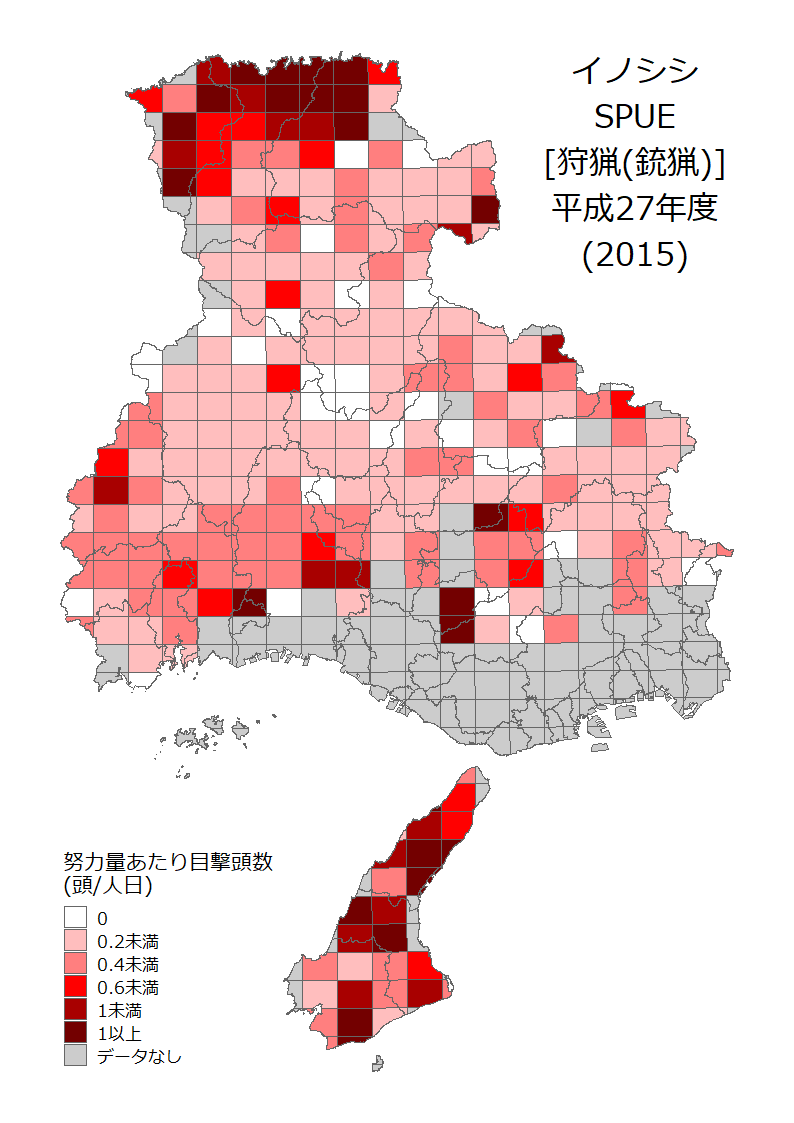 イノシシ
SPUE
[狩猟(銃猟)]
平成27年度
(2015)
努力量あたり目撃頭数
(頭/人日)
0
0.2未満
0.4未満
0.6未満
1未満
1以上
データなし